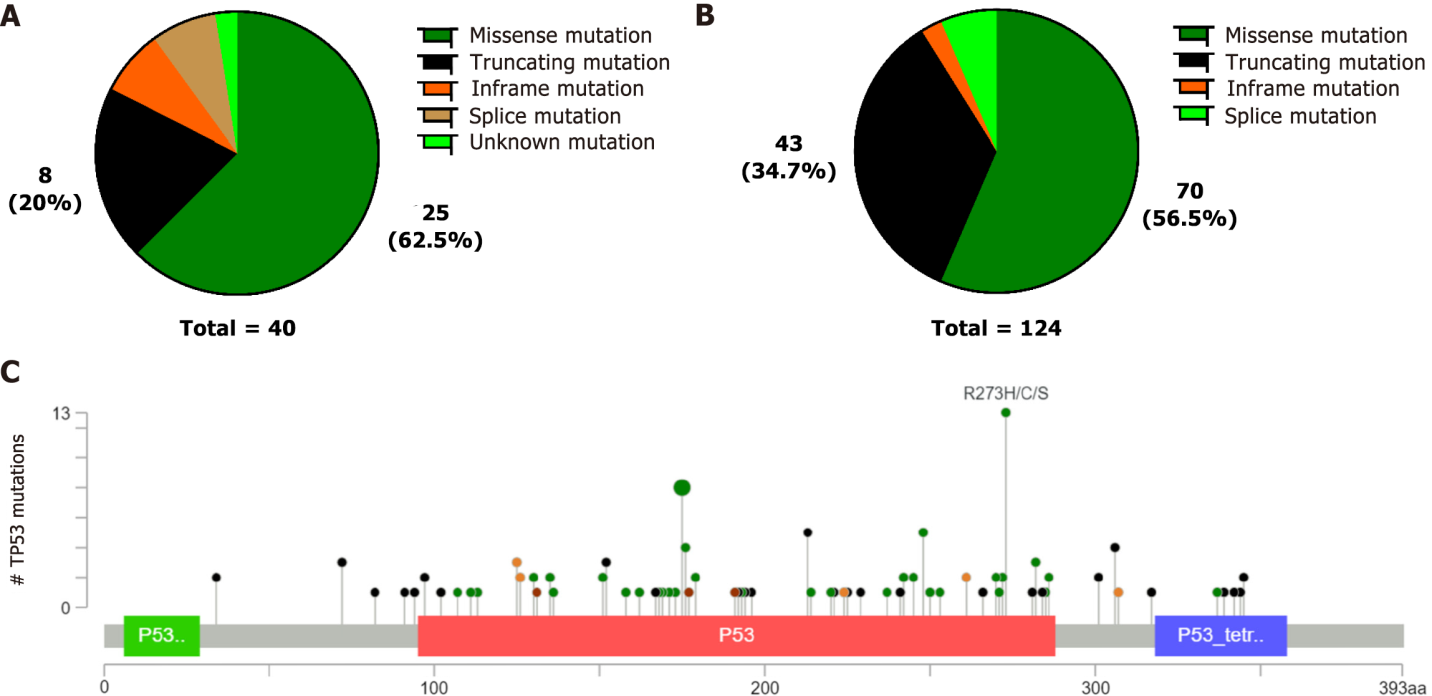 A
Missense mutation
Truncating mutation
Inframe mutation
Splice mutation
Unknown mutation
8
(20%)
25
(62.5%)
Total = 40
B
Missense mutation
Truncating mutation
Inframe mutation
Splice mutation
43
(34.7%)
70
(56.5%)
Total = 124
C
R273H/C/S
13
# TP53 mutations
0
P53..
P53
P53_tetr..
0
100
200
300
393aa